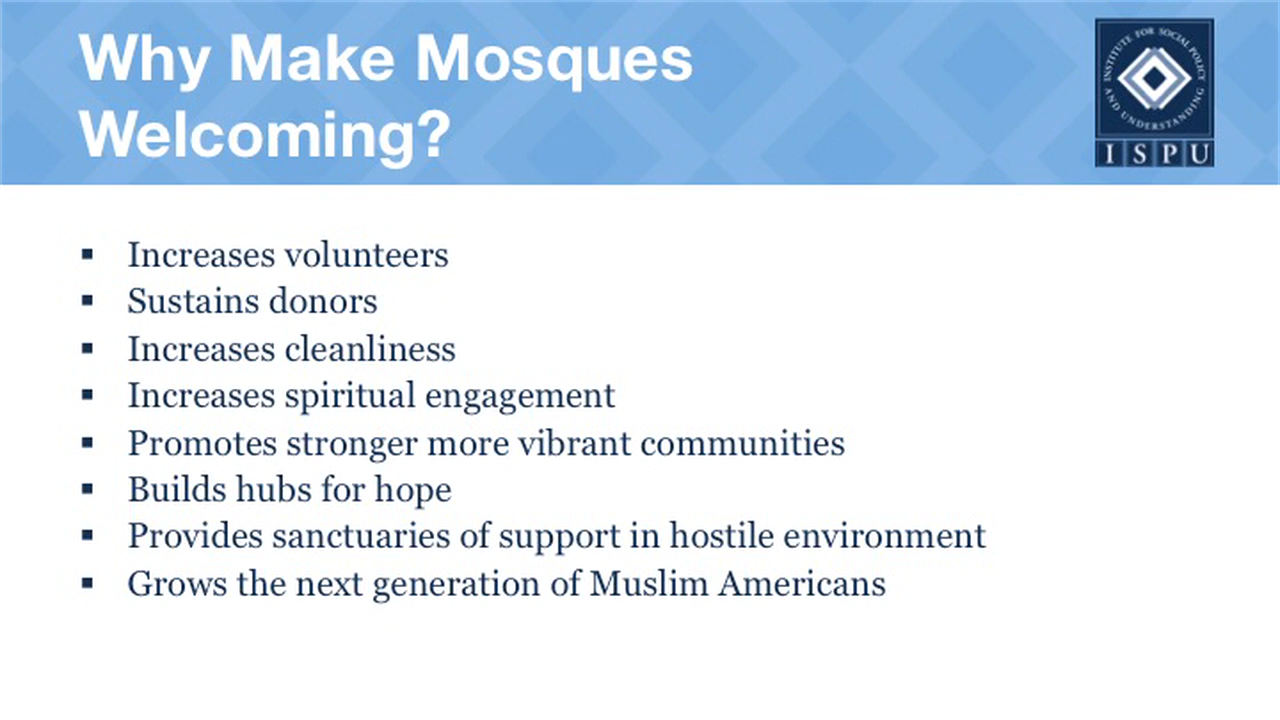 Why Make Mosques
Welcoming?
INSTITUTE FOR SOCIAL POLICY
AND UNDERSTANDING
ISPU
▪ Increases volunteers
▪ Sustains donors
▪ Increases cleanliness
▪ Increases spiritual engagement
▪ Promotes stronger more vibrant communities
▪ Builds hubs for hope
▪ Provides sanctuaries of support in hostile environment
▪ Grows the next generation of Muslim Americans